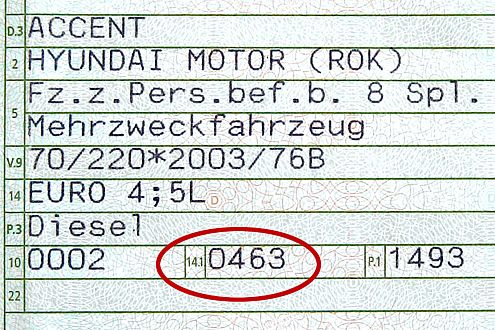 D.3 ACCENT
2 HYUNDAI MOTOR (ROK)
Fz.z.Pers.bef.b. 8 Spl.
5
Mehrzweckfahrzeug
V.9 70/220*2003/76B
14 EURO 4;5L
P.3 Diesel
10 0002 14.1 0463 P.1 1493
22